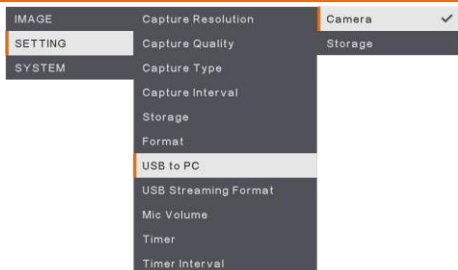 IMAGE
SETTING
SYSTEM
Capture Resolution
Capture Quality
Capture Type
Capture Interval
Storage
Format
USB to PC
USB Streaming Format
Mic Volume
Timer
Timer Interval
Camera
Storage